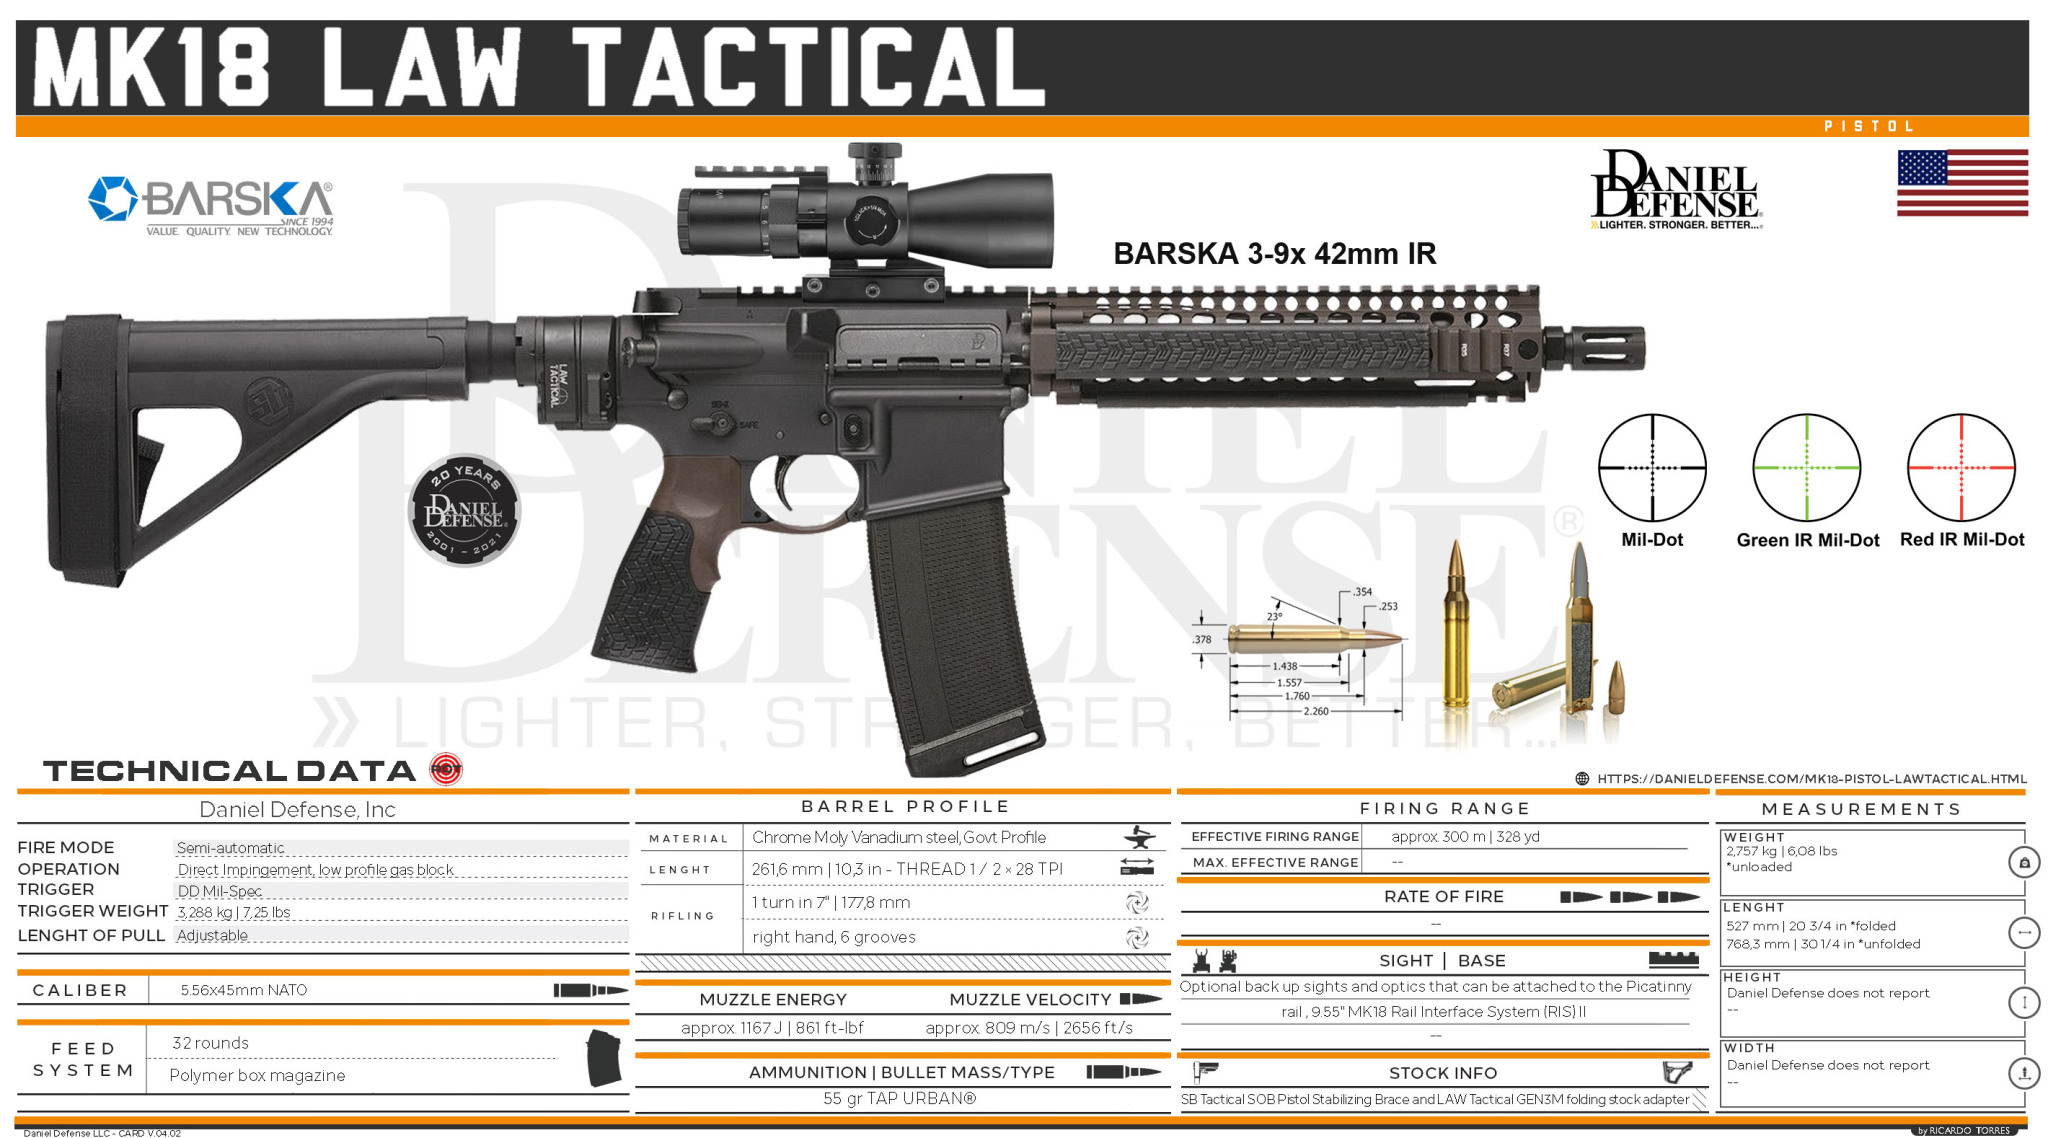 MK18 LAW TACTICAL
PISTOL
BARSKA®
SINCE 1994
VALUE. QUALITY. NEW TECHNOLOGY.
DANIEL
DEFENSE®
LIGHTER. STRONGER. BETTER...®
BARSKA 3-9x 42mm IR
LAW
TACTICAL
SEMI
SAFE
R35
R37
20 YEARS
DANIEL
DEFENSE®
2001 - 2021
DANIEL
DEFENSE®
LIGHTER, STRONGER, BETTER...
Mil-Dot
Green IR Mil-Dot
Red IR Mil-Dot
.354
.253
23°
.378
1.438
1.557
1.760
2.260
TECHNICAL DATA
HTTPS://DANIELDEFENSE.COM/MK18-PISTOL-LAWTACTICAL.HTML
Daniel Defense, Inc
FIRE MODE Semi-automatic
OPERATION Direct Impingement, low profile gas block
TRIGGER DD Mil-Spec
TRIGGER WEIGHT 3,288 kg | 7,25 lbs
LENGHT OF PULL Adjustable
CALIBER 5.56x45mm NATO
FEED SYSTEM
32 rounds
Polymer box magazine
BARREL PROFILE
MATERIAL Chrome Moly Vanadium steel, Govt Profile
LENGHT 261,6 mm | 10,3 in - THREAD 1 / 2 × 28 TPI
RIFLING
1 turn in 7" | 177,8 mm
right hand, 6 grooves
MUZZLE ENERGY MUZZLE VELOCITY
approx. 1167 J | 861 ft-lbf approx. 809 m/s | 2656 ft/s
AMMUNITION | BULLET MASS/TYPE
55 gr TAP URBAN®
FIRING RANGE
EFFECTIVE FIRING RANGE approx. 300 m | 328 yd
MAX. EFFECTIVE RANGE --
RATE OF FIRE
--
SIGHT | BASE
Optional back up sights and optics that can be attached to the Picatinny
rail , 9.55" MK18 Rail Interface System (RIS) II
--
STOCK INFO
SB Tactical SOB Pistol Stabilizing Brace and LAW Tactical GEN3M folding stock adapter
MEASUREMENTS
WEIGHT
2,757 kg | 6,08 lbs
*unloaded
LENGHT
527 mm | 20 3/4 in *folded
768,3 mm | 30 1/4 in *unfolded
HEIGHT
Daniel Defense does not report
--
WIDTH
Daniel Defense does not report
--
Daniel Defense LLC - CARD V.04.02
by RICARDO TORRES